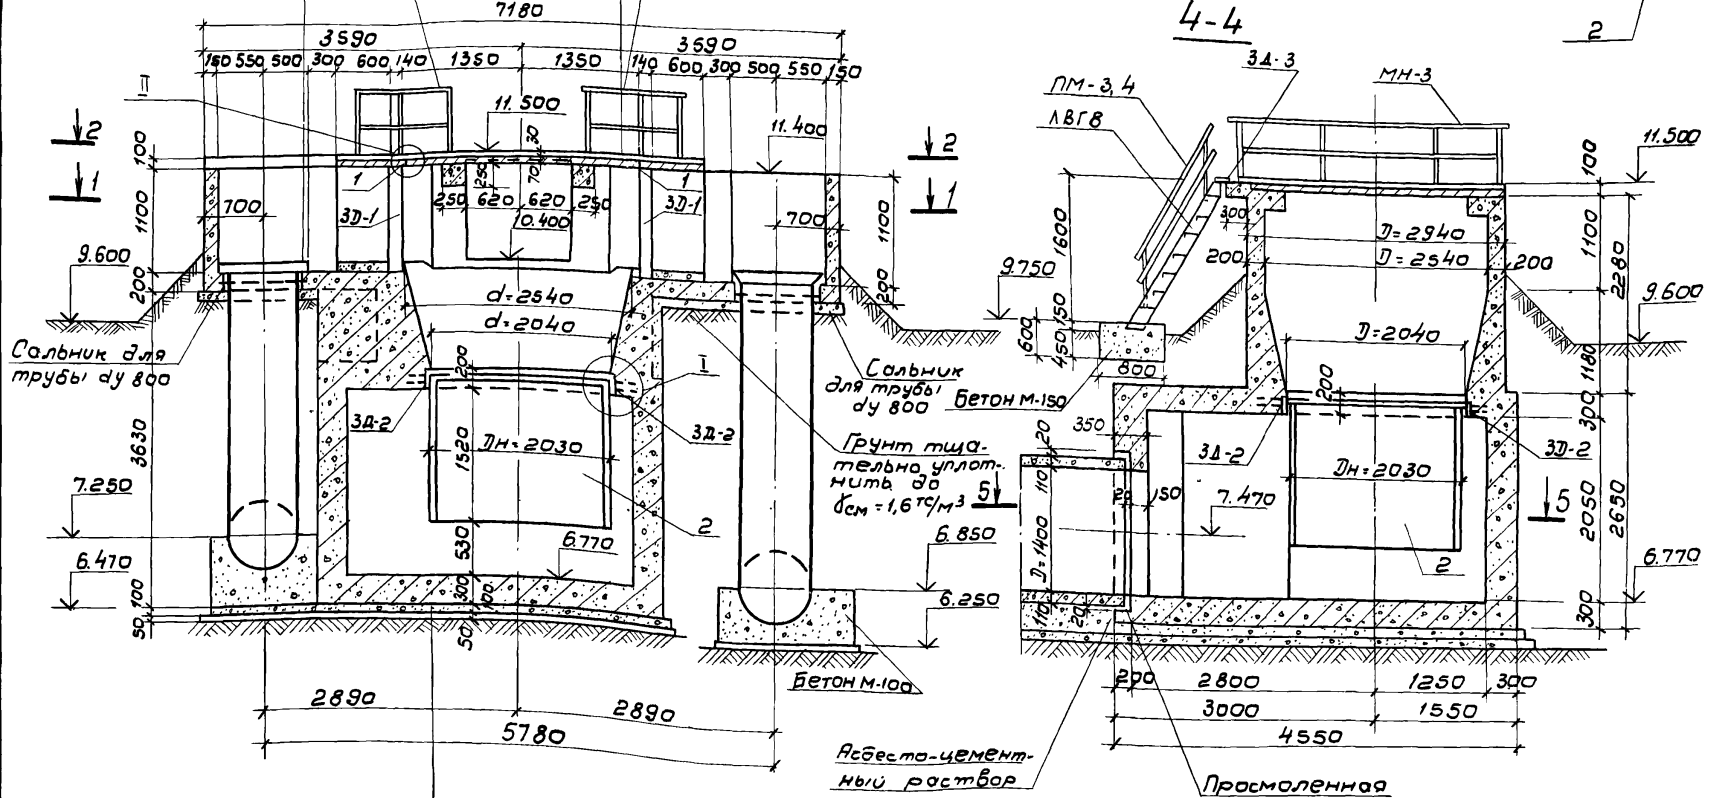 7180
3590
3590
150 550 500 300 600 140 1350 1350 140 600 300 500 550 150
II
11.500
30
11.400
2
2
100
1
1
1
1
250
70
250 620 620 250
3Д-1
3Д-1
10.400
700
700
1100
1100
9.600
200
200
d=2540
d=2040
Сальник для
трубы dу 800
200
I
Сальник
для трубы
dу 800
3Д-2
3Д-2
3630
1520
Dн=2030
Грунт тща-
тельно уплот-
нить до
γсм=1,6 тс/м³
7.250
2
530
6.770
6.850
6.470
6.250
100
50
300
100
50
Бетон М-100
2890
2890
5780
4-4
2
3Д-3
МН-3
ПМ-3,4
ЛВГ8
11.500
100
300
1600
D=2940
1100
200
D=2540
200
2280
9.750
9.600
150
600
450
D=2040
800
200
1180
Бетон М-150
350
20
300
3Д-2
3Д-2
110
Dн=2030
5
20
150
7.470
5
2050
2650
D=1400
2
6.770
110
20
300
200
2800
1250
300
3000
1550
4550
Асбесто-цемент-
ный раствор
Просмоленная